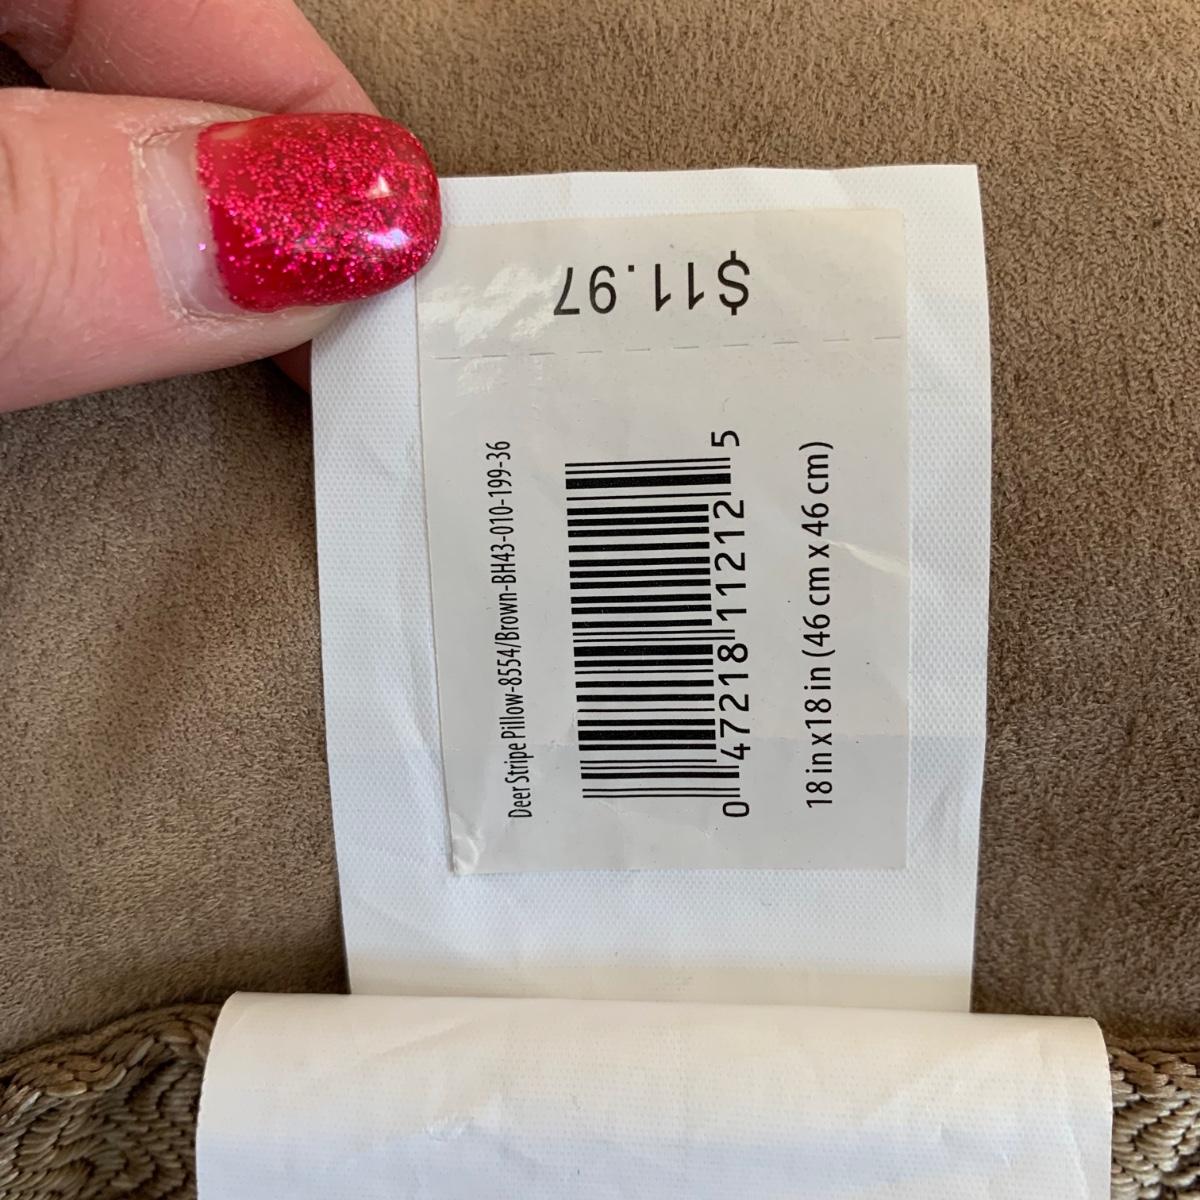 $11.97
Deer Stripe Pillow-8554/Brown-BH43-010-199-36
0 47218 11212 5
18 in x 18 in (46 cm x 46 cm)